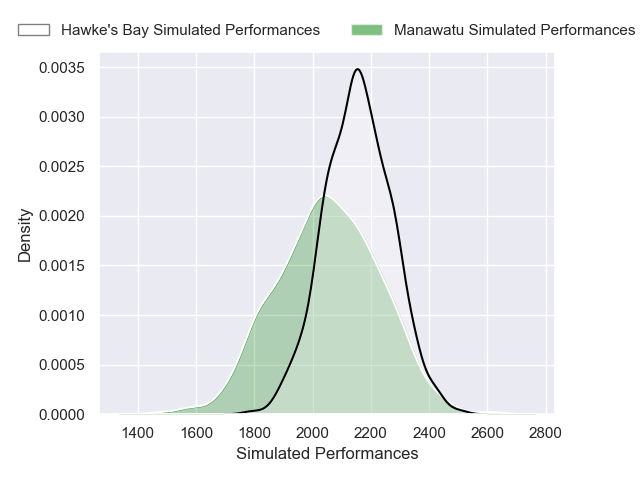 Hawke's Bay Simulated Performances Manawatu Simulated Performances
0.0035
0.0030
0.0025
0.0020
0.0015
0.0010
0.0005
0.0000
Density
1400 1600 1800 2000 2200 2400 2600 2800
Simulated Performances